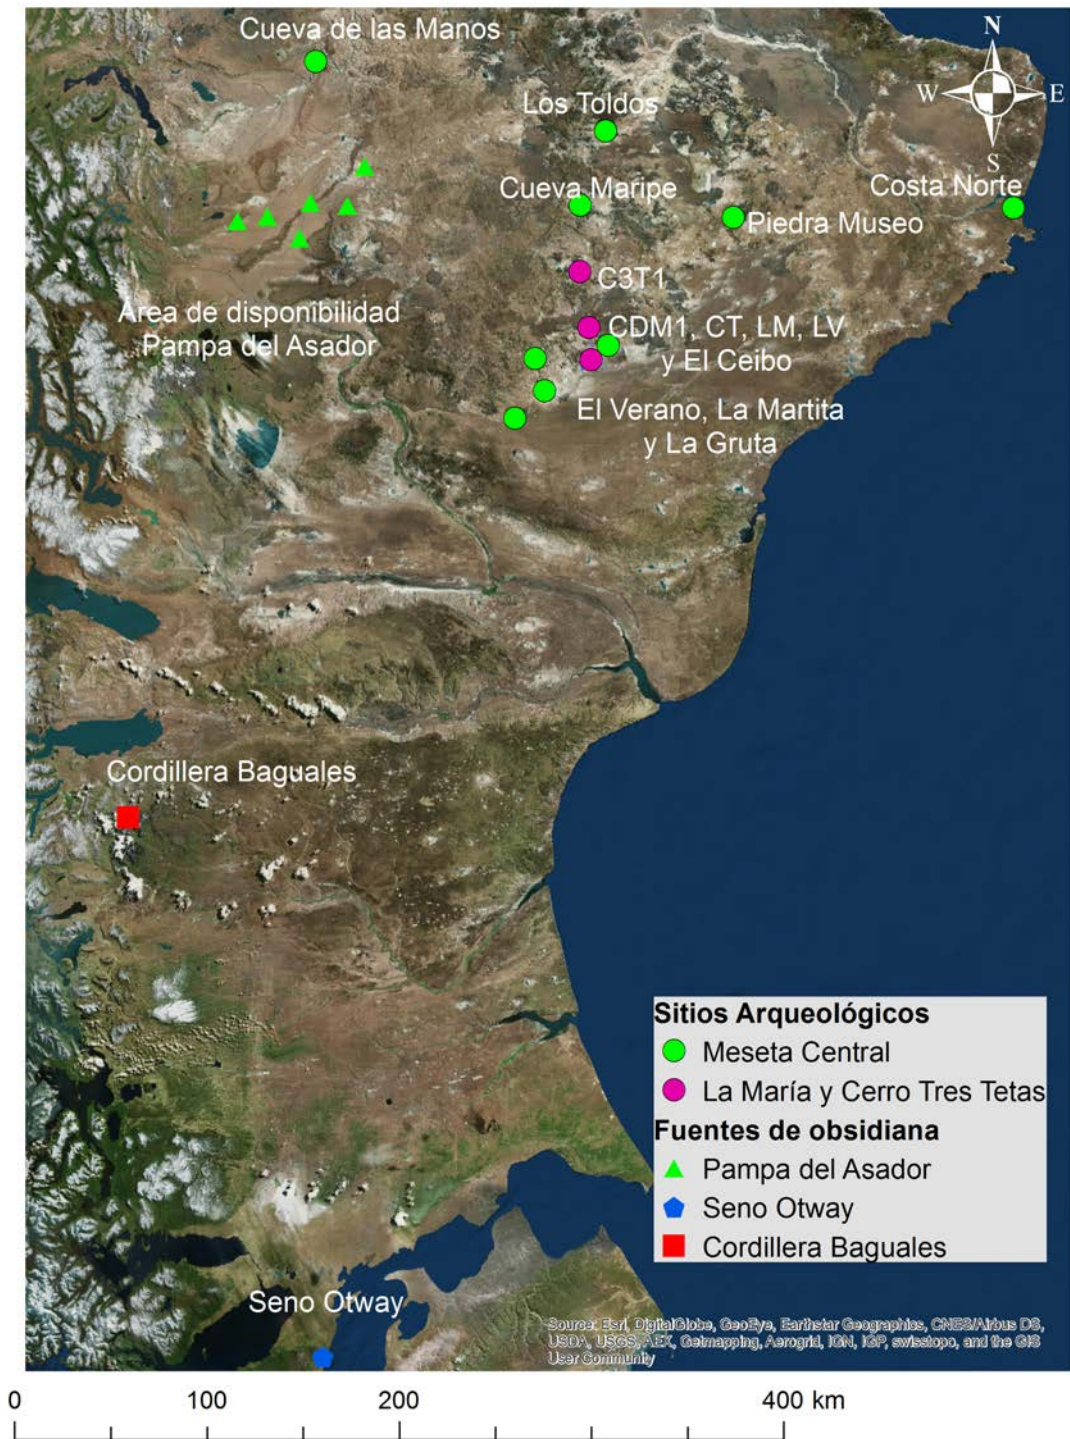 Cueva de las Manos
N
W
E
S
Los Toldos
Cueva Maripe
Costa Norte
Piedra Museo
C3T1
Área de disponibilidad
Pampa del Asador
CDM1, CT, LM, LV
y El Ceibo
El Verano, La Martita
y La Gruta
Cordillera Baguales
Sitios Arqueológicos
Meseta Central
La María y Cerro Tres Tetas
Fuentes de obsidiana
Pampa del Asador
Seno Otway
Cordillera Baguales
Seno Otway
Source: Esri, DigitalGlobe, GeoEye, Earthstar Geographics, CNES/Airbus DS,
USDA, USGS, AEX, Getmapping, Aerogrid, IGN, IGP, swisstopo, and the GIS
User Community
0 100 200 400 km